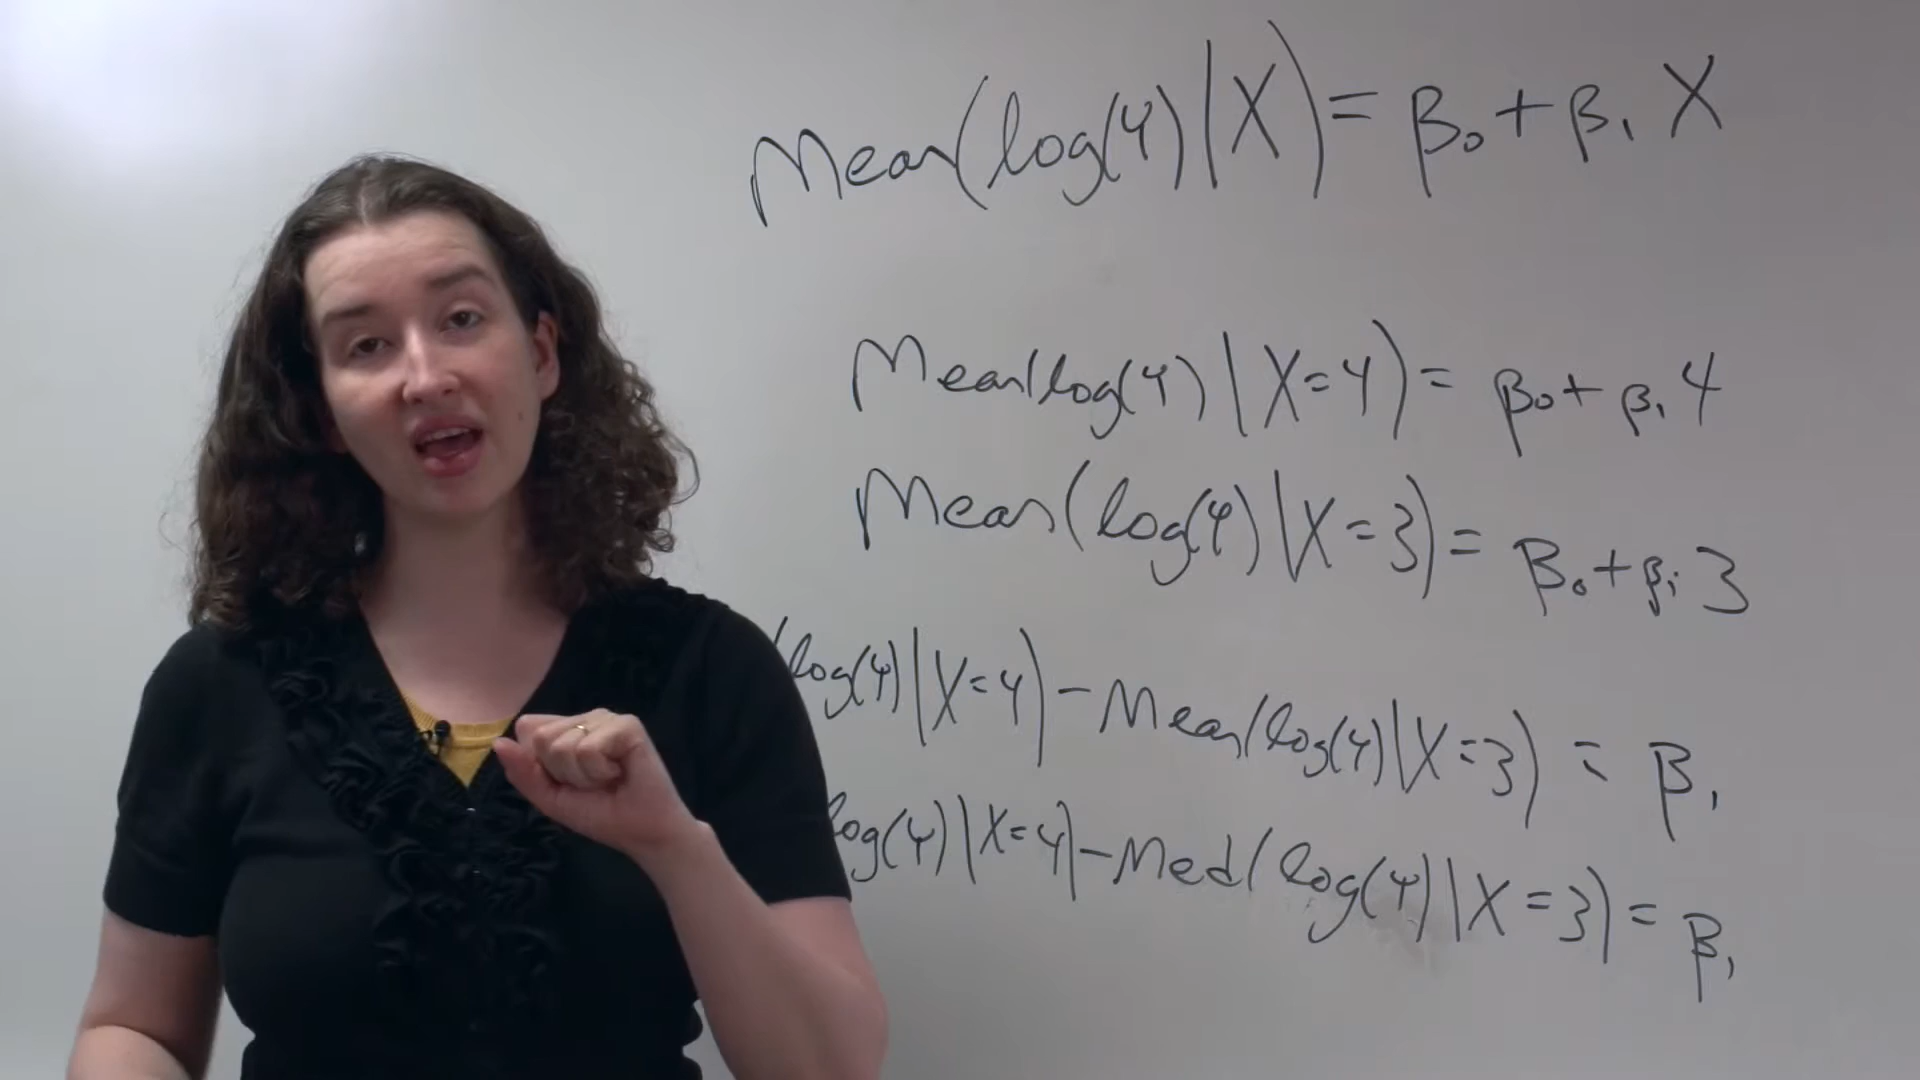 Mean(log(Y)|X) = β₀ + β₁ X
Mean(log(Y)|X=4) = β₀ + β₁ 4
Mean(log(Y)|X=3) = β₀ + β₁ 3
(log(Y)|X=4) - Mean(log(Y)|X=3) = β₁
log(Y)|X=4) - Med(log(Y)|X=3) = β₁